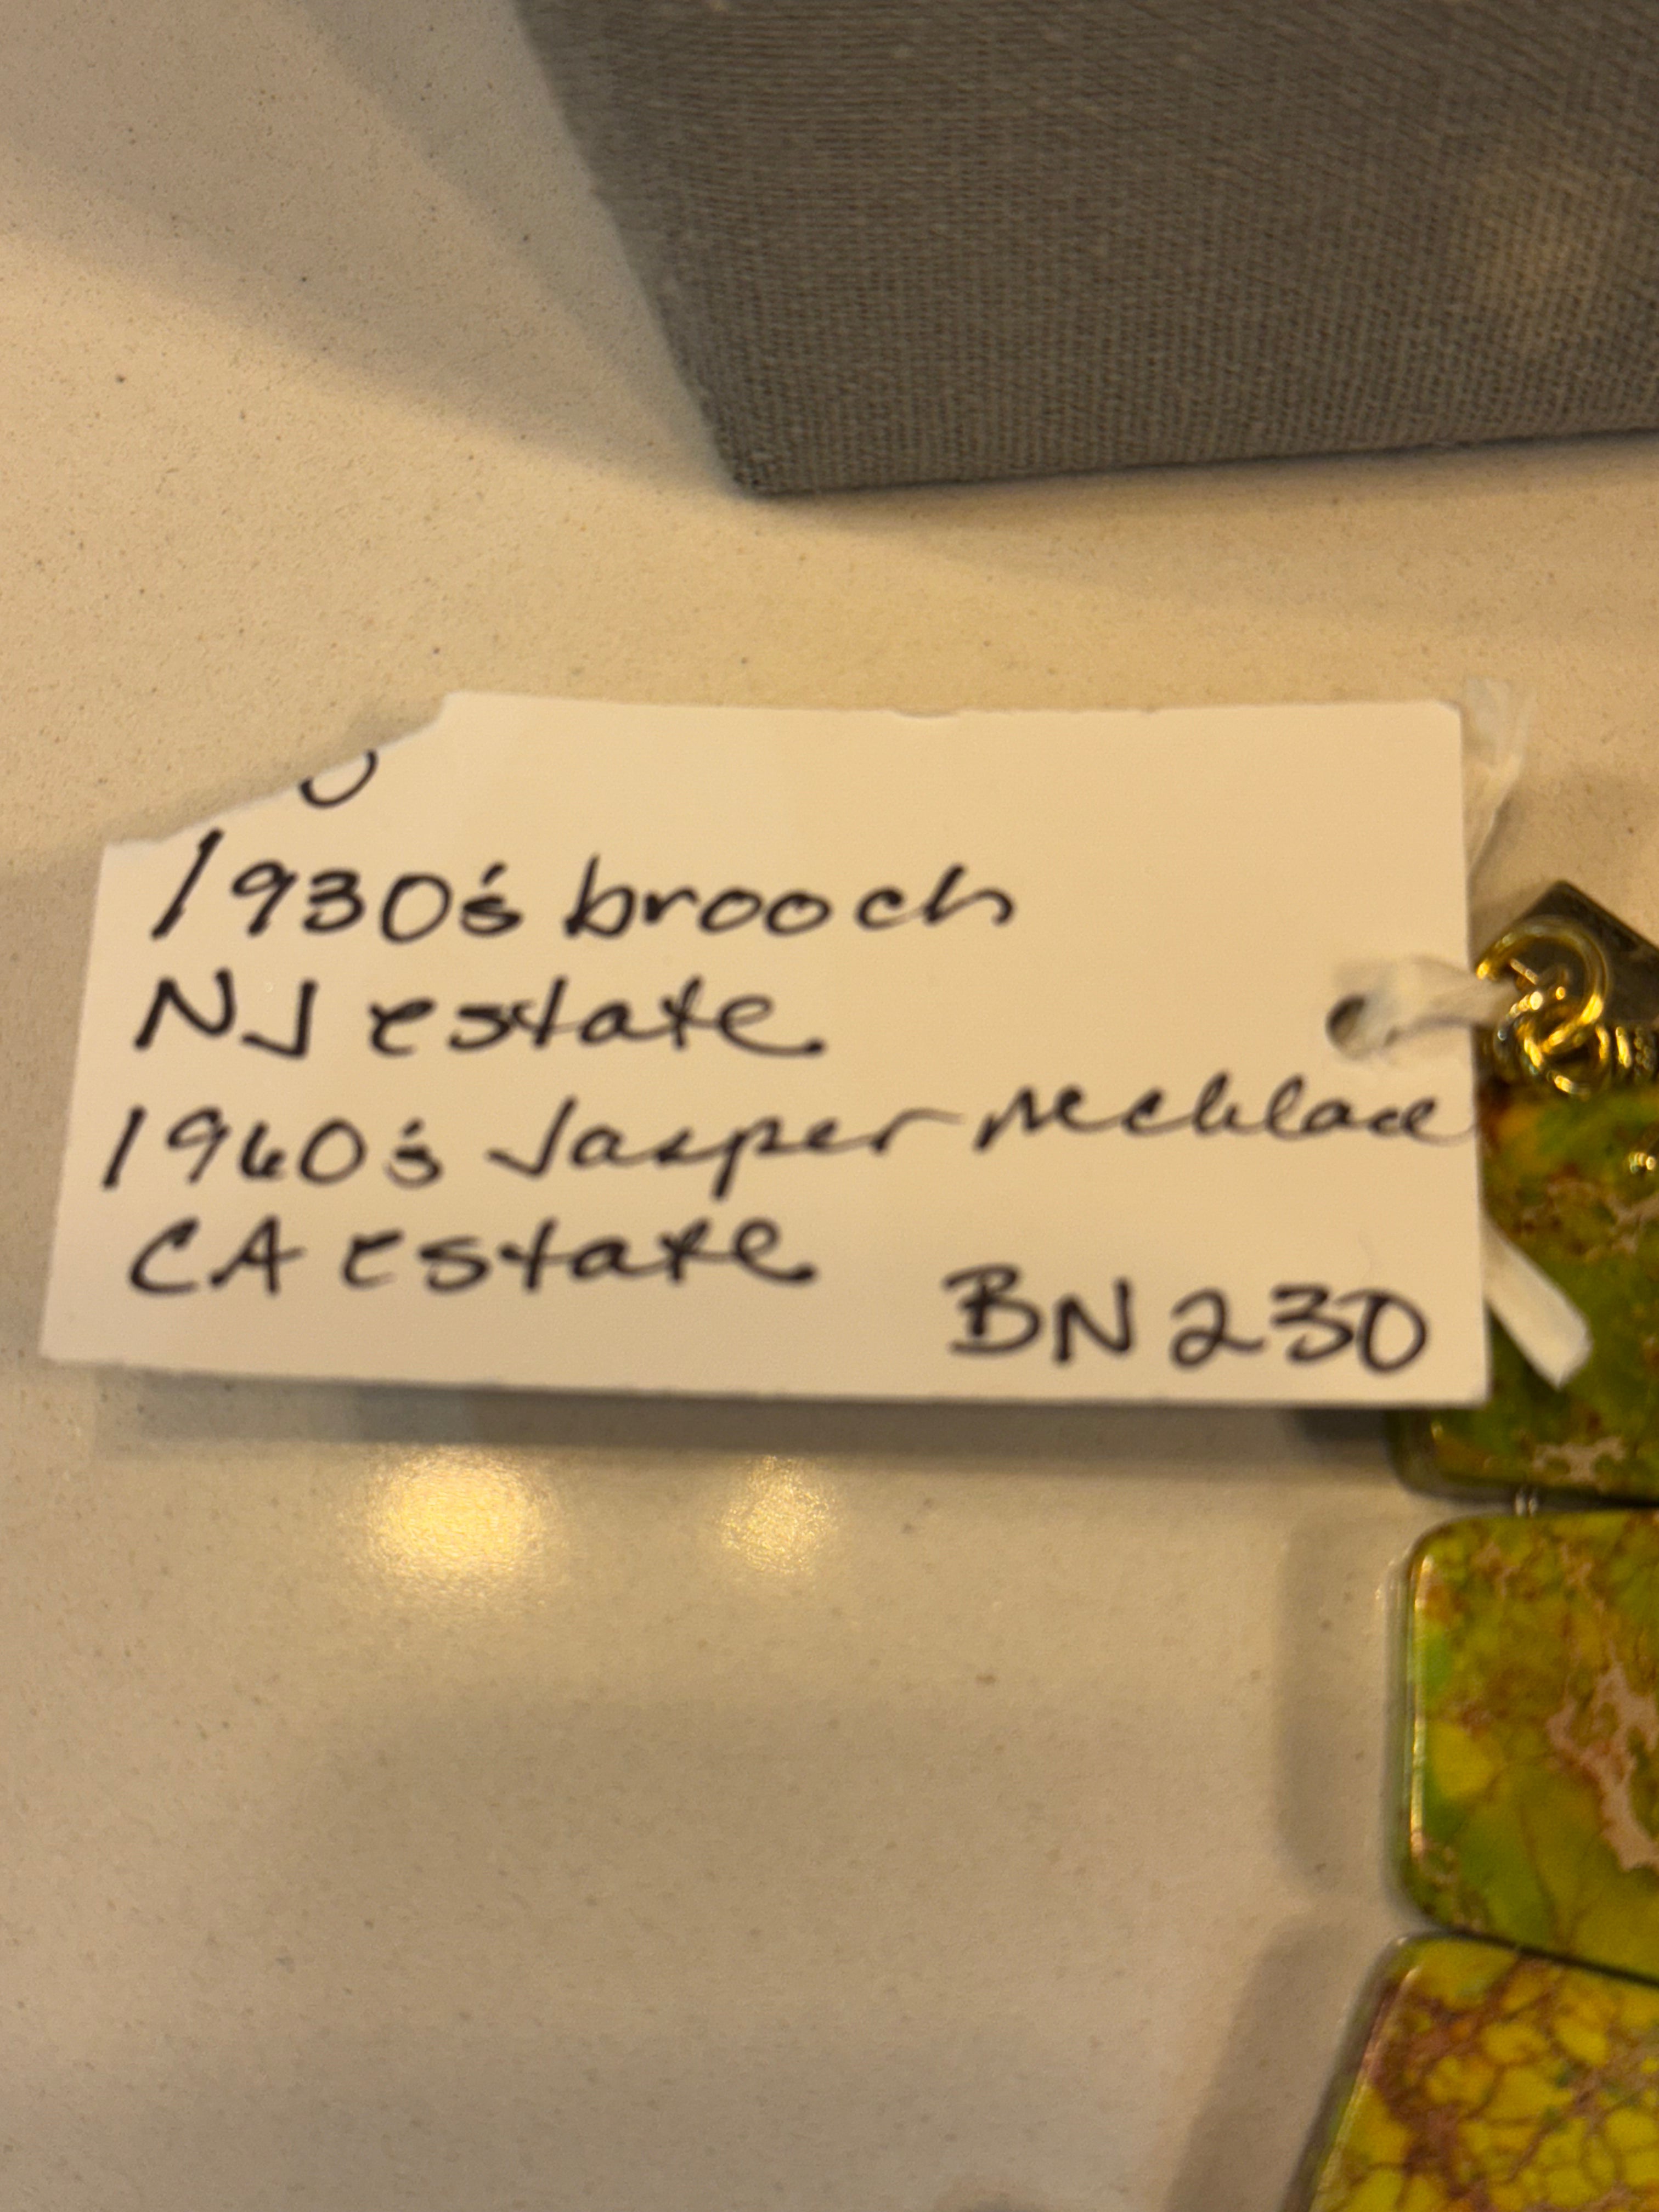 1930's brooch
NJ estate
1960's Jasper necklace
CA estate
BN230